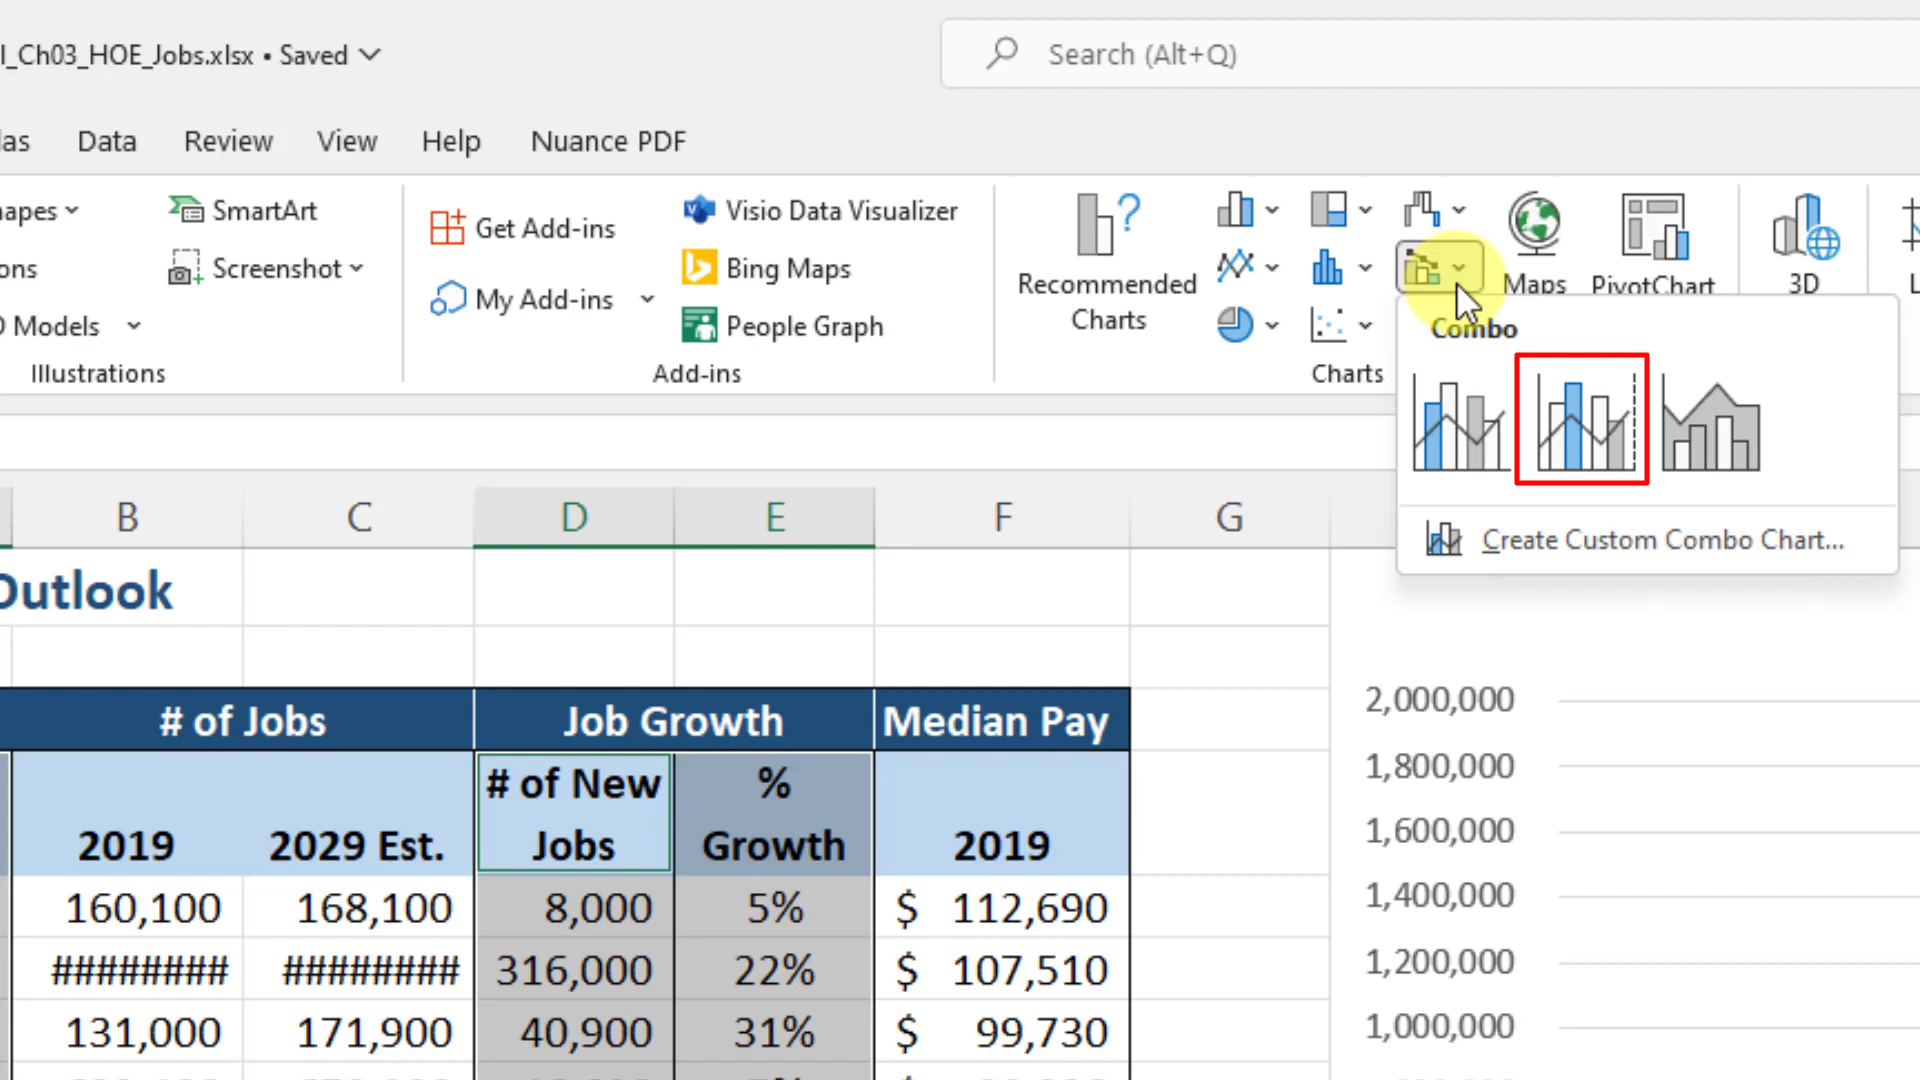 l_Ch03_HOE_Jobs.xlsx • Saved
Search (Alt+Q)
las Data Review View Help Nuance PDF
hapes SmartArt
ons Screenshot
D Models
Illustrations
Get Add-ins
My Add-ins
Visio Data Visualizer
Bing Maps
People Graph
Add-ins
Recommended
Charts
Maps
PivotChart
3D
L
Charts
Combo
Create Custom Combo Chart...
B C D E F G
Outlook
# of Jobs Job Growth Median Pay
2019 2029 Est. # of New Jobs % Growth 2019
160,100 168,100 8,000 5% $ 112,690
######## ######## 316,000 22% $ 107,510
131,000 171,900 40,900 31% $ 99,730
2,000,000
1,800,000
1,600,000
1,400,000
1,200,000
1,000,000